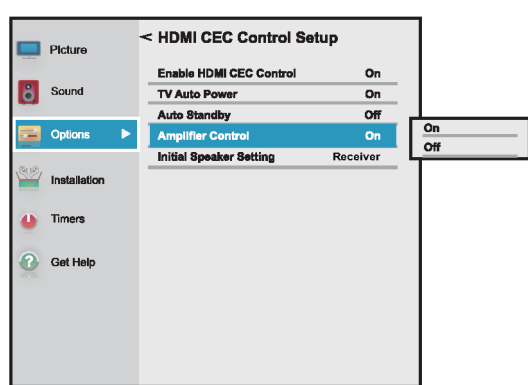 < HDMI CEC Control Setup
Picture
Sound
Options
Installation
Timers
Get Help
Enable HDMI CEC Control On
TV Auto Power On
Auto Standby Off
Amplifier Control On
Initial Speaker Setting Receiver
On
Off